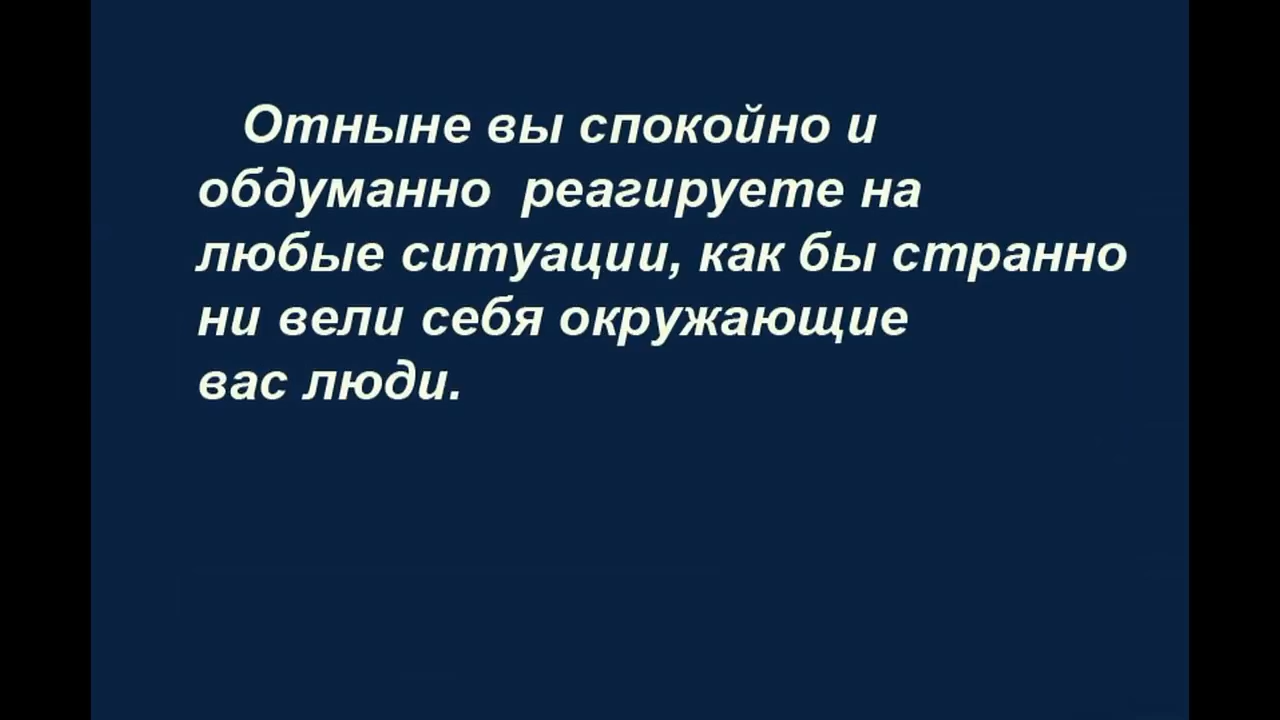 Отныне вы спокойно и
обдуманно реагируете на
любые ситуации, как бы странно
ни вели себя окружающие
вас люди.